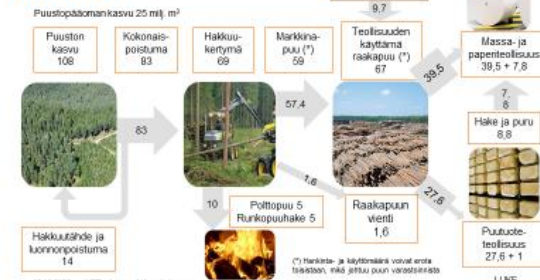 9,7
Puustopääoman kasvu 25 milj. m³
Puuston
kasvu
108
Kokonais-
poistuma
83
Hakkuu-
kertymä
69
Markkina-
puu (*)
59
Teollisuuden
käyttämä
raakapuu (*)
67
Massa- ja
paperiteollisuus
39,5 + 7,8
39,5
57,4
83
7,
8
Hake ja puru
8,8
1,6
27,6
10
Polttopuu 5
Runkopuuhake 5
Raakapuun
vienti
1,6
Puutuote-
teollisuus
27,6 + 1
Hakkuutähde ja
luonnonpoistuma
14
(*) Hankinta- ja käyttömäärä voivat erota
toisistaan, mikä johtuu puun varastoinnista